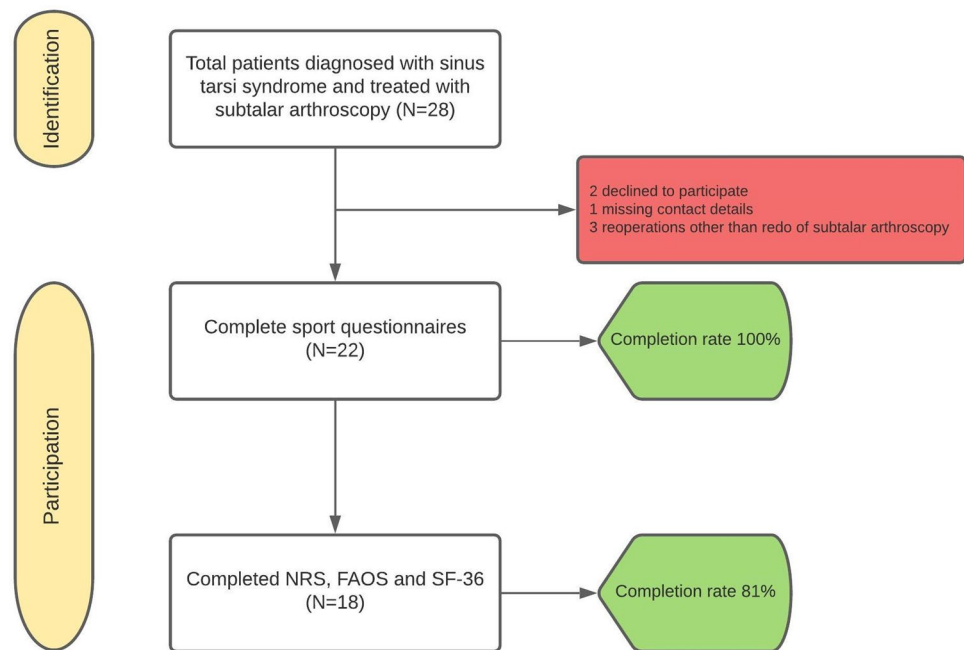 Identification
Total patients diagnosed with sinus
tarsi syndrome and treated with
subtalar arthroscopy (N=28)
2 declined to participate
1 missing contact details
3 reoperations other than redo of subtalar arthroscopy
Participation
Complete sport questionnaires
(N=22)
Completion rate 100%
Completed NRS, FAOS and SF-36
(N=18)
Completion rate 81%